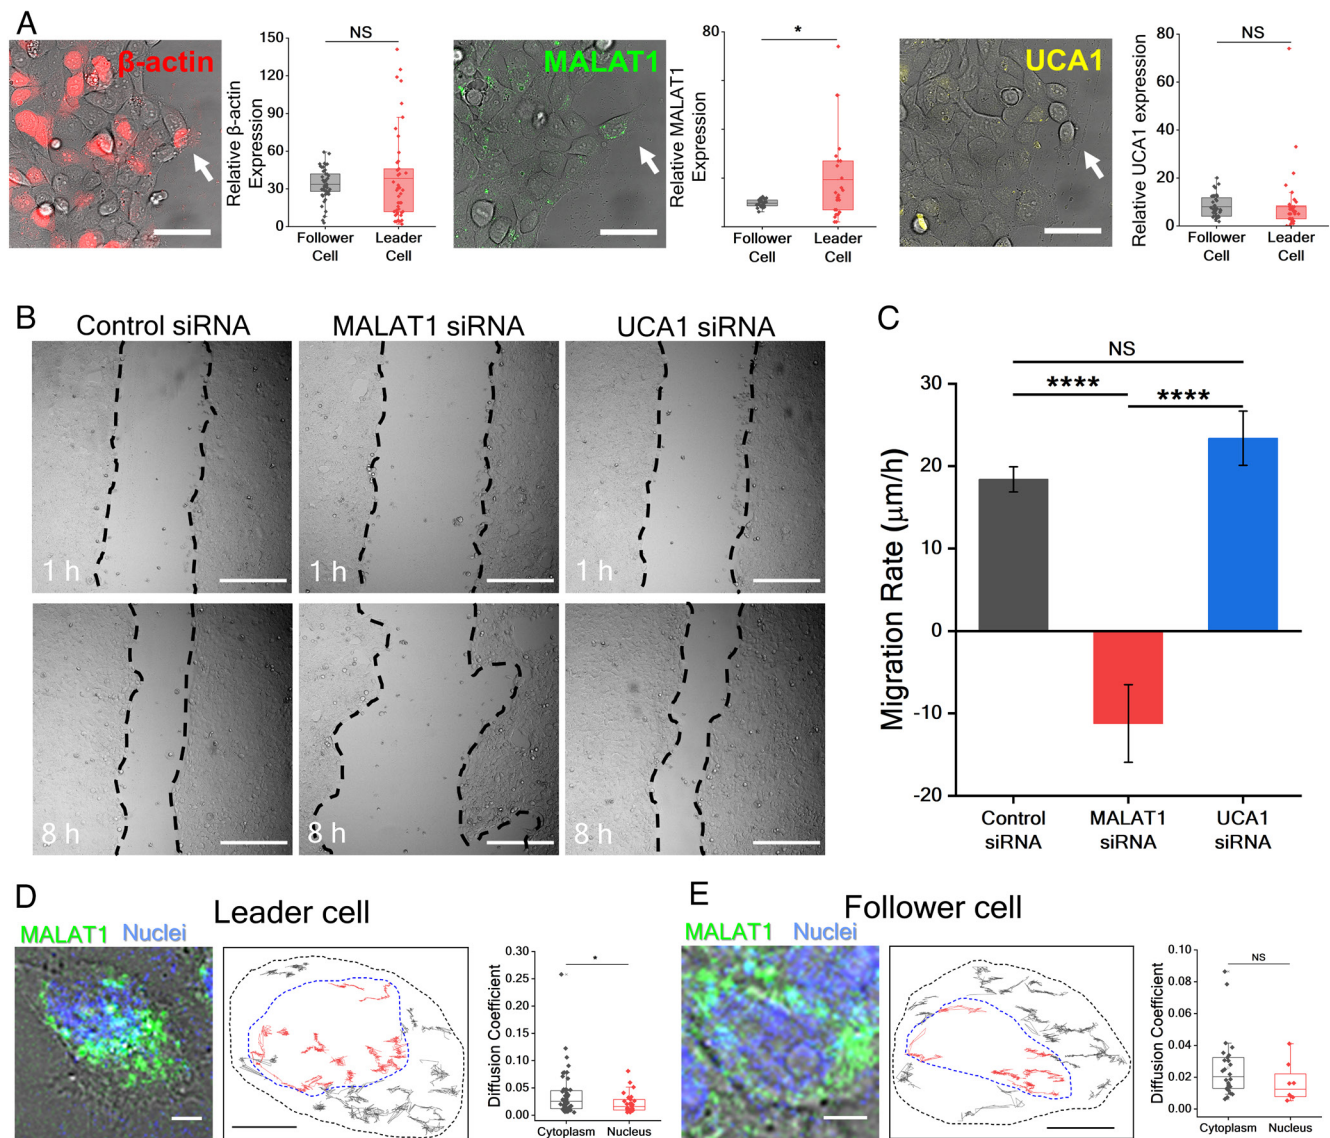 A
β-actin
Relative β-actin
Expression
150
120
90
60
30
0
NS
Follower
Cell
Leader
Cell
MALAT1
Relative MALAT1
Expression
80
40
0
*
Follower
Cell
Leader
Cell
UCA1
Relative UCA1 expression
80
60
40
20
0
NS
Follower
Cell
Leader
Cell
B
Control siRNA
MALAT1 siRNA
UCA1 siRNA
1 h
1 h
1 h
8 h
8 h
8 h
C
Migration Rate (μm/h)
30
20
10
0
-10
-20
NS
****
****
Control
siRNA
MALAT1
siRNA
UCA1
siRNA
D
Leader cell
MALAT1 Nuclei
Diffusion Coefficient
0.30
0.25
0.20
0.15
0.10
0.05
0.00
*
Cytoplasm
Nucleus
E
Follower cell
MALAT1 Nuclei
Diffusion Coefficient
0.10
0.08
0.06
0.04
0.02
0.00
NS
Cytoplasm
Nucleus